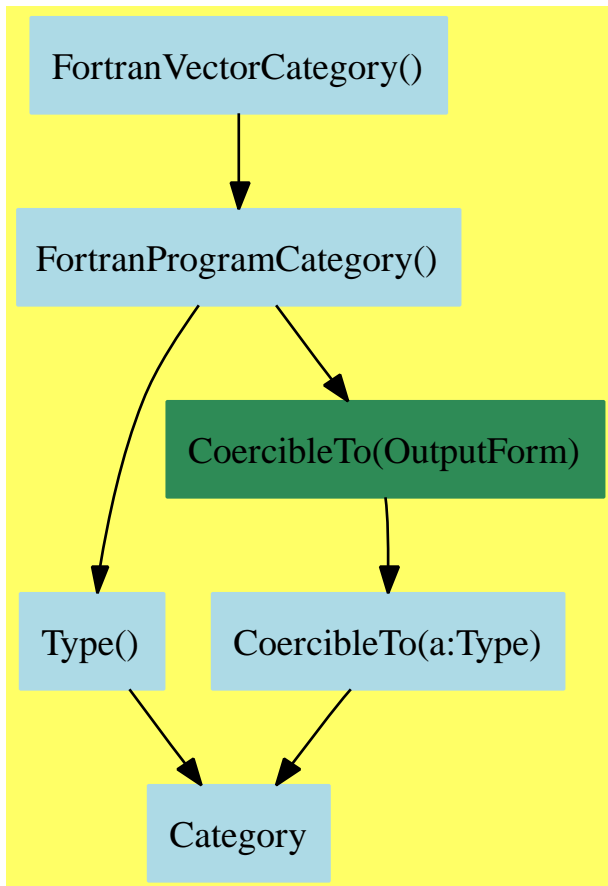 FortranVectorCategory()
FortranProgramCategory()
CoercibleTo(OutputForm)
Type()
CoercibleTo(a:Type)
Category